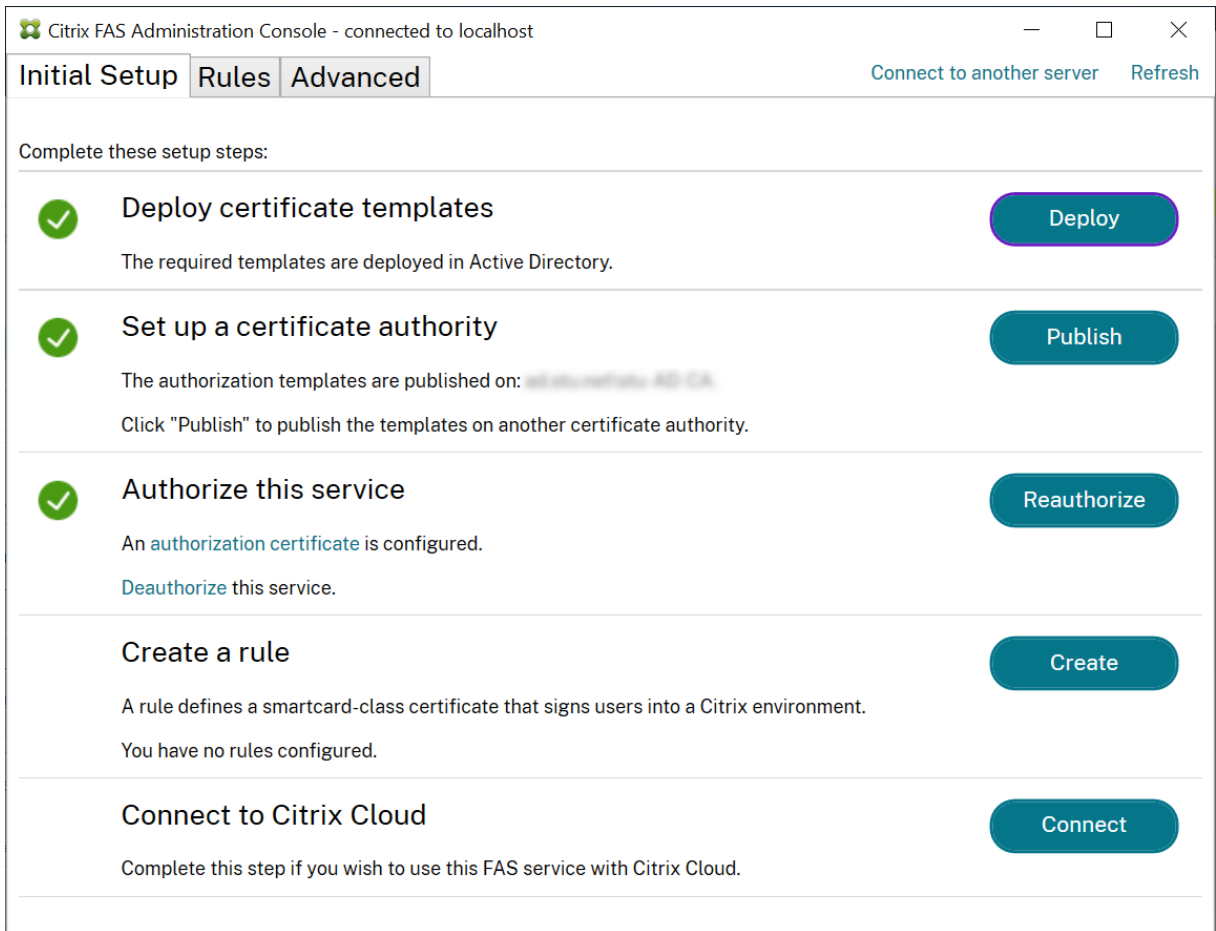 Citrix FAS Administration Console - connected to localhost
Initial Setup Rules Advanced Connect to another server Refresh
Complete these setup steps:
Deploy certificate templates
Deploy
The required templates are deployed in Active Directory.
Set up a certificate authority
Publish
The authorization templates are published on:
Click "Publish" to publish the templates on another certificate authority.
Authorize this service
Reauthorize
An authorization certificate is configured.
Deauthorize this service.
Create a rule
Create
A rule defines a smartcard-class certificate that signs users into a Citrix environment.
You have no rules configured.
Connect to Citrix Cloud
Connect
Complete this step if you wish to use this FAS service with Citrix Cloud.